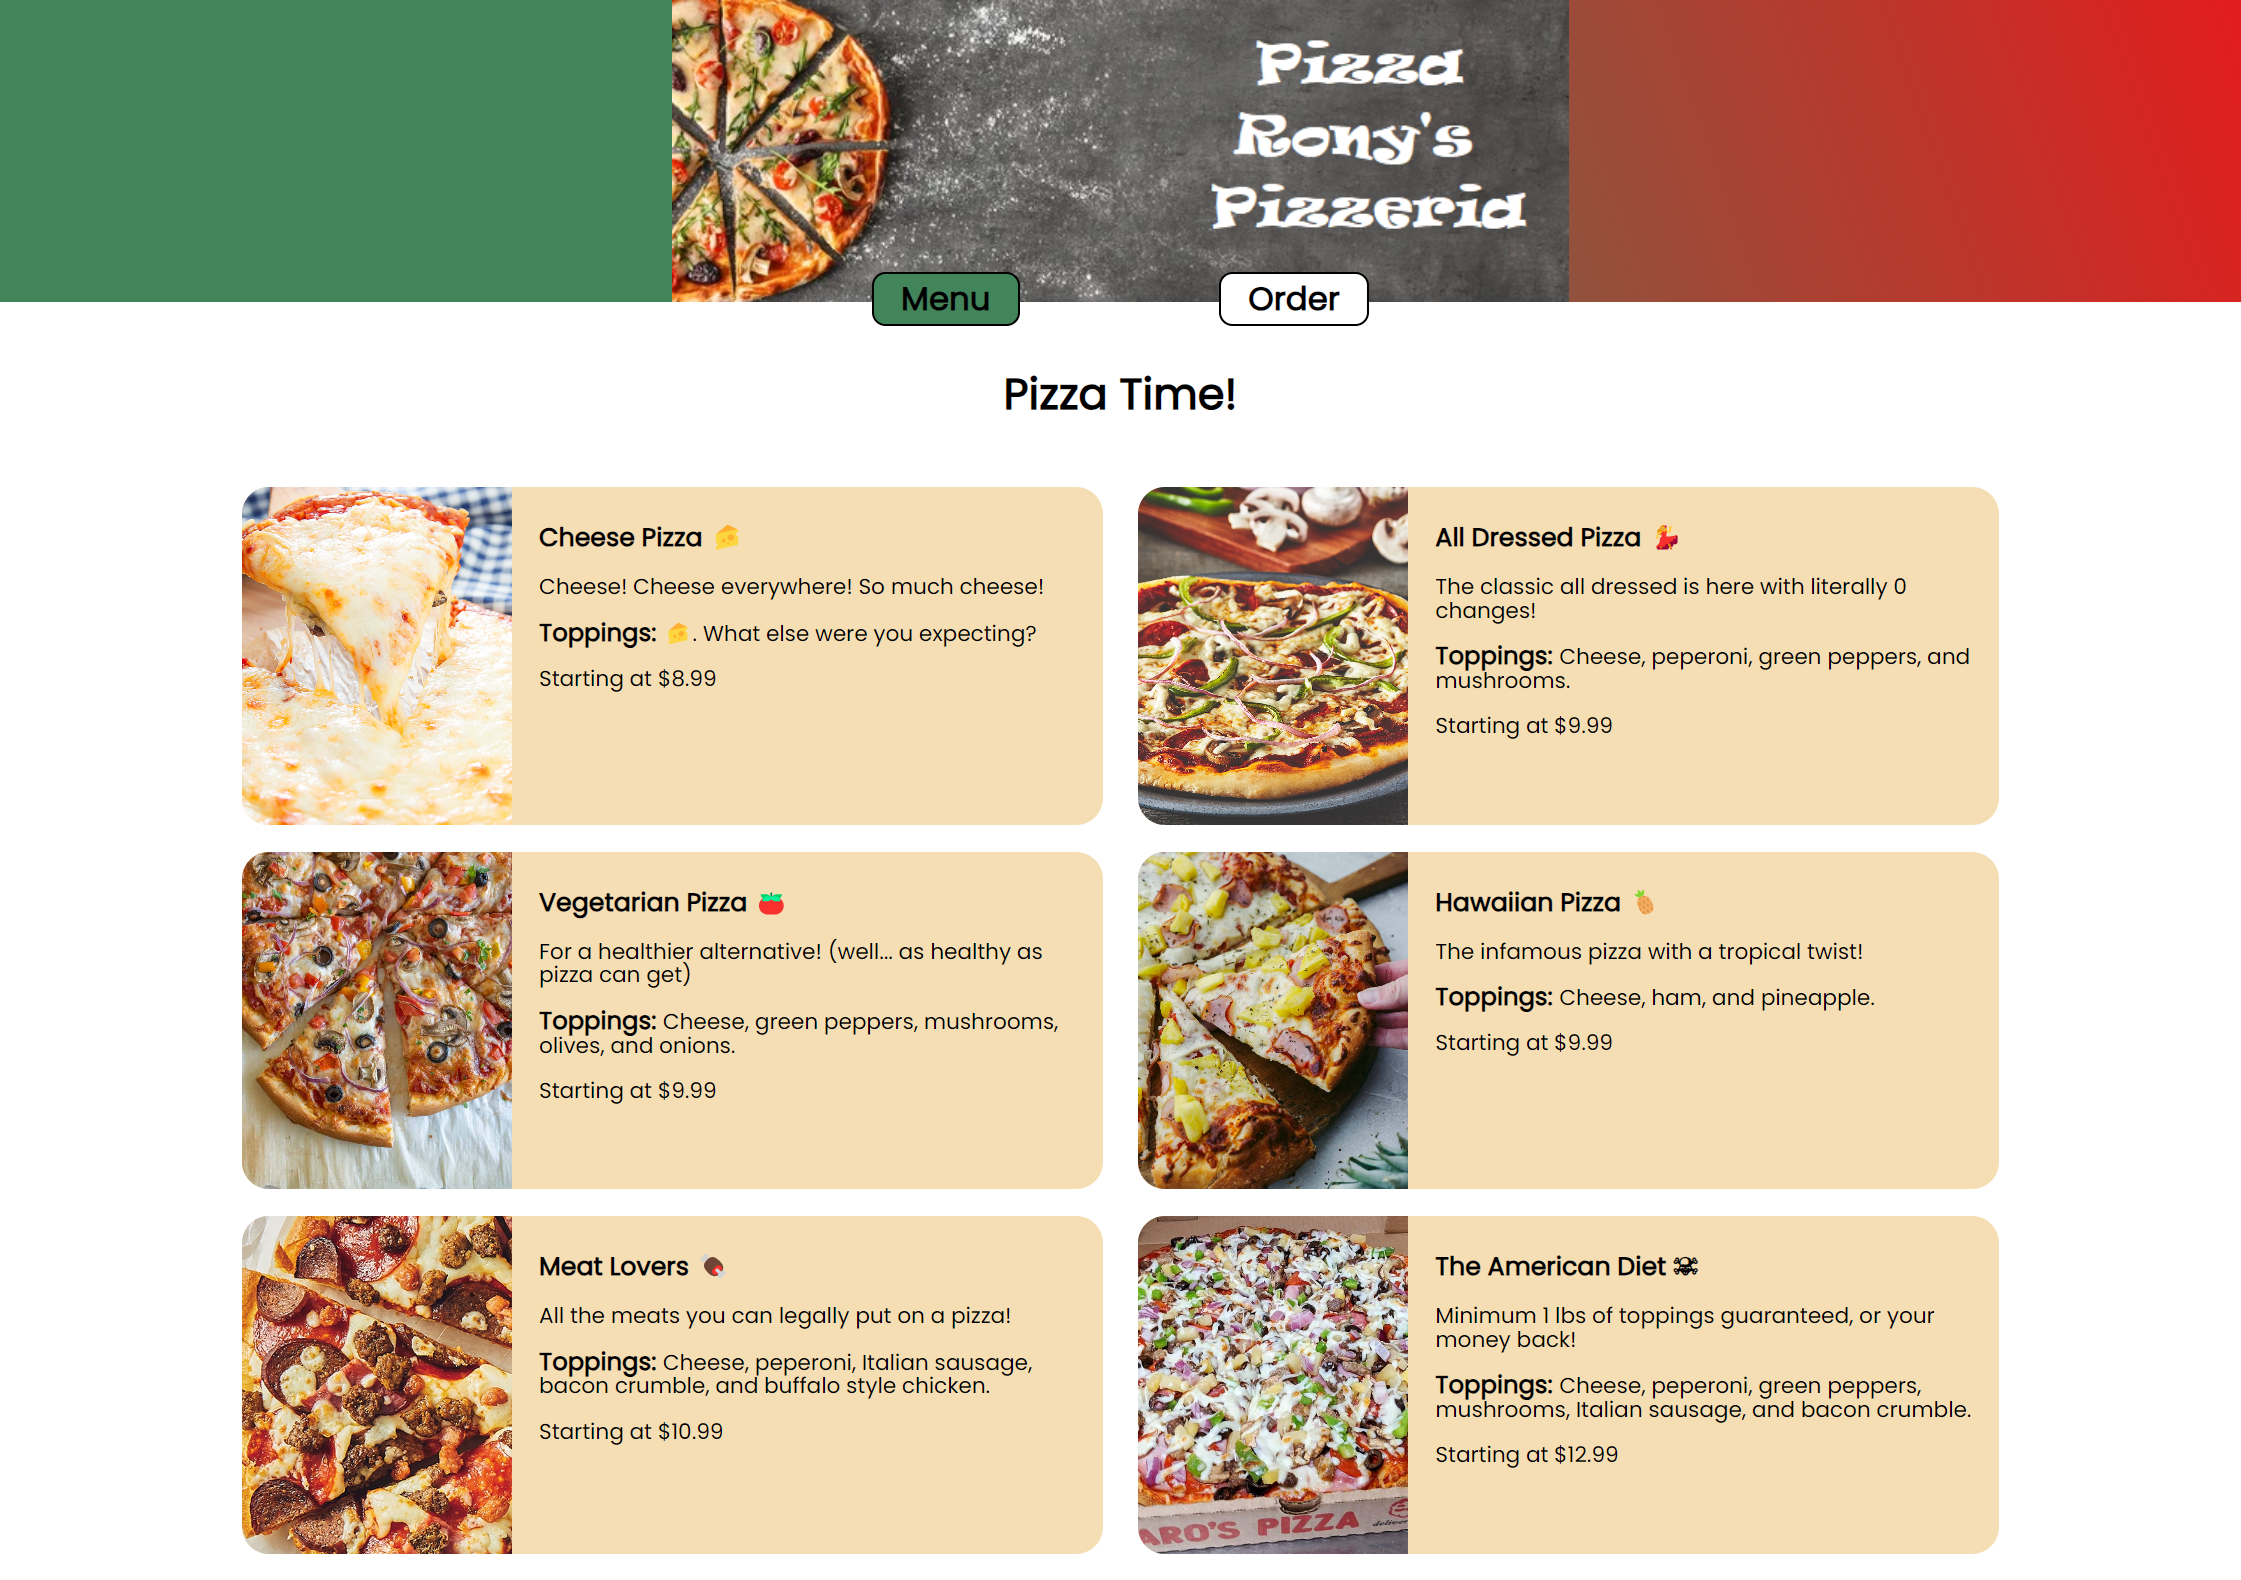 Pizza
Rony's
Pizzeria
Menu
Order
Pizza Time!
Cheese Pizza 🧀
Cheese! Cheese everywhere! So much cheese!
Toppings: 🧀. What else were you expecting?
Starting at $8.99
All Dressed Pizza 💃
The classic all dressed is here with literally 0
changes!
Toppings: Cheese, peperoni, green peppers, and
mushrooms.
Starting at $9.99
Vegetarian Pizza 🍅
For a healthier alternative! (well... as healthy as
pizza can get)
Toppings: Cheese, green peppers, mushrooms,
olives, and onions.
Starting at $9.99
Hawaiian Pizza 🍍
The infamous pizza with a tropical twist!
Toppings: Cheese, ham, and pineapple.
Starting at $9.99
Meat Lovers 🍖
All the meats you can legally put on a pizza!
Toppings: Cheese, peperoni, Italian sausage,
bacon crumble, and buffalo style chicken.
Starting at $10.99
The American Diet ☠
Minimum 1 lbs of toppings guaranteed, or your
money back!
Toppings: Cheese, peperoni, green peppers,
mushrooms, Italian sausage, and bacon crumble.
Starting at $12.99
ARO'S PIZZA